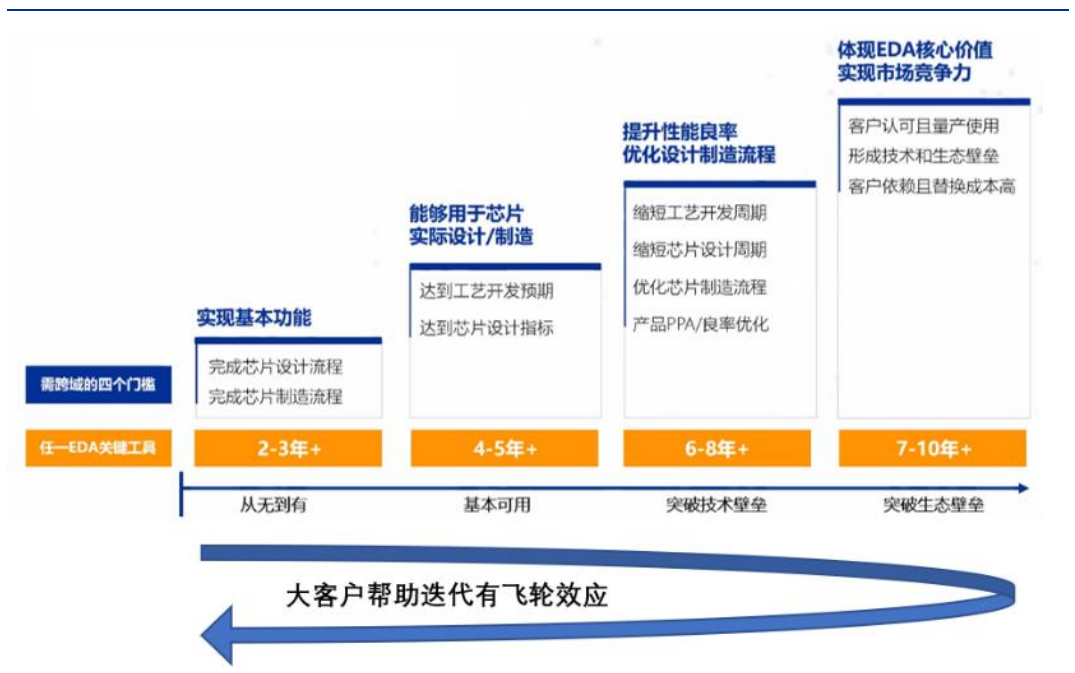 体现EDA核心价值
实现市场竞争力
客户认可且量产使用
形成技术和生态壁垒
客户依赖且替换成本高
提升性能良率
优化设计制造流程
缩短工艺开发周期
缩短芯片设计周期
优化芯片制造流程
产品PPA/良率优化
能够用于芯片
实际设计/制造
达到工艺开发预期
达到芯片设计指标
实现基本功能
完成芯片设计流程
完成芯片制造流程
需跨域的四个门槛
任一EDA关键工具
2-3年+
4-5年+
6-8年+
7-10年+
从无到有
基本可用
突破技术壁垒
突破生态壁垒
大客户帮助迭代有飞轮效应